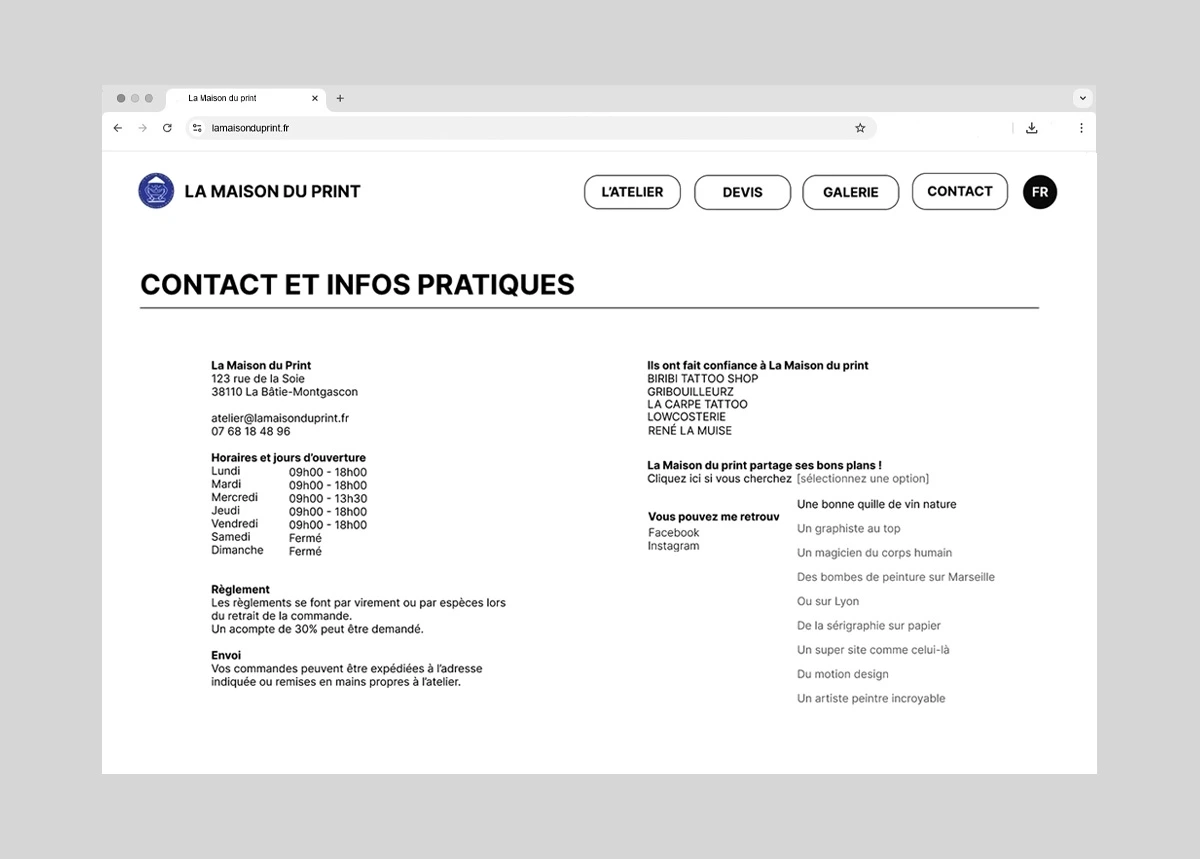 La Maison du print
lamaisonduprint.fr
LA MAISON DU PRINT
L'ATELIER
DEVIS
GALERIE
CONTACT
FR
CONTACT ET INFOS PRATIQUES
La Maison du Print
123 rue de la Soie
38110 La Bâtie-Montgascon
atelier@lamaisonduprint.fr
07 68 18 48 96
Horaires et jours d'ouverture
Lundi 09h00 - 18h00
Mardi 09h00 - 18h00
Mercredi 09h00 - 13h30
Jeudi 09h00 - 18h00
Vendredi 09h00 - 18h00
Samedi Fermé
Dimanche Fermé
Règlement
Les règlements se font par virement ou par espèces lors
du retrait de la commande.
Un acompte de 30% peut être demandé.
Envoi
Vos commandes peuvent être expédiées à l'adresse
indiquée ou remises en mains propres à l'atelier.
Ils ont fait confiance à La Maison du print
BIRIBI TATTOO SHOP
GRIBOUILLEURZ
LA CARPE TATTOO
LOWCOSTERIE
RENÉ LA MUISE
La Maison du print partage ses bons plans !
Cliquez ici si vous cherchez [sélectionnez une option]
Une bonne quille de vin nature
Un graphiste au top
Un magicien du corps humain
Des bombes de peinture sur Marseille
Ou sur Lyon
De la sérigraphie sur papier
Un super site comme celui-là
Du motion design
Un artiste peintre incroyable
Vous pouvez me retrouv
Facebook
Instagram